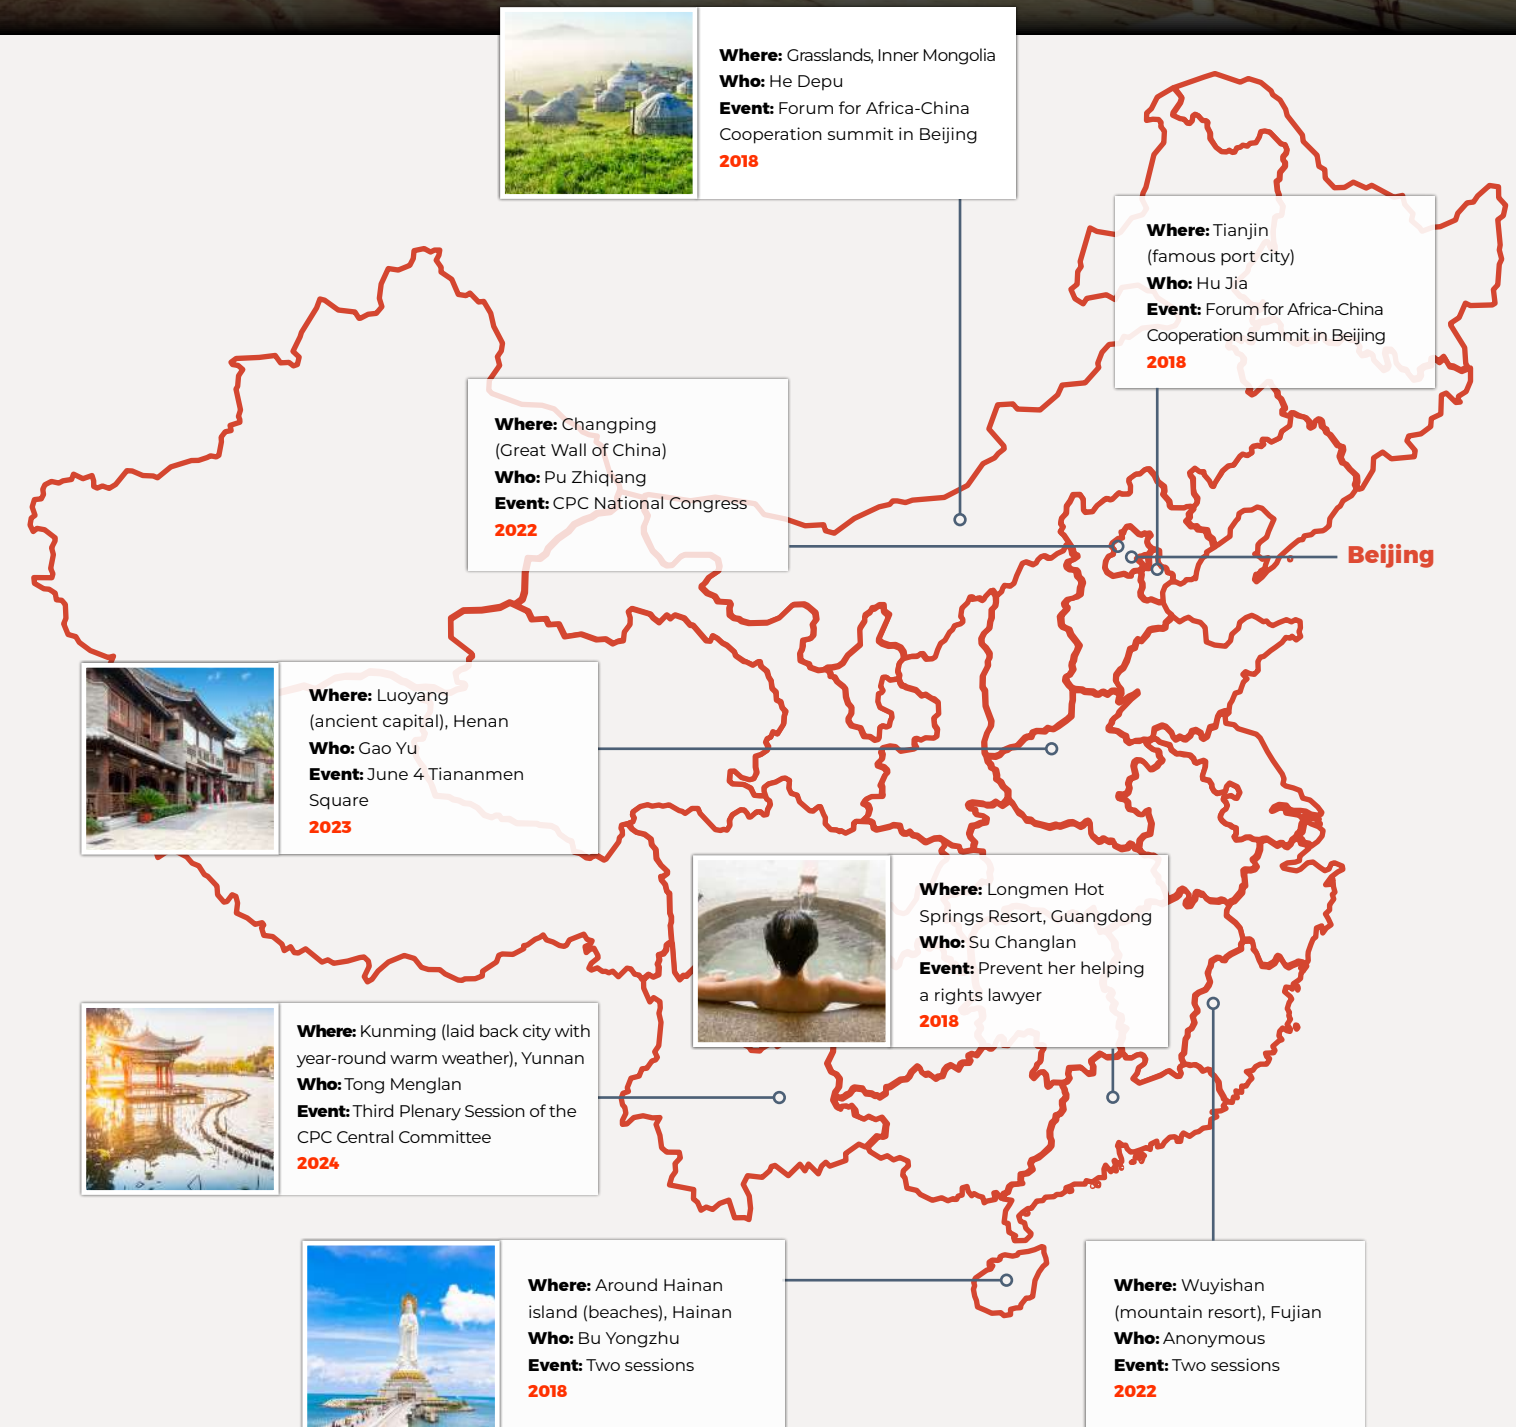 Where: Grasslands, Inner Mongolia
Who: He Depu
Event: Forum for Africa-China
Cooperation summit in Beijing
2018
Where: Tianjin
(famous port city)
Who: Hu Jia
Event: Forum for Africa-China
Cooperation summit in Beijing
2018
Where: Changping
(Great Wall of China)
Who: Pu Zhiqiang
Event: CPC National Congress
2022
Beijing
Where: Luoyang
(ancient capital), Henan
Who: Gao Yu
Event: June 4 Tiananmen
Square
2023
Where: Longmen Hot
Springs Resort, Guangdong
Who: Su Changlan
Event: Prevent her helping
a rights lawyer
2018
Where: Kunming (laid back city with
year-round warm weather), Yunnan
Who: Tong Menglan
Event: Third Plenary Session of the
CPC Central Committee
2024
Where: Around Hainan
island (beaches), Hainan
Who: Bu Yongzhu
Event: Two sessions
2018
Where: Wuyishan
(mountain resort), Fujian
Who: Anonymous
Event: Two sessions
2022